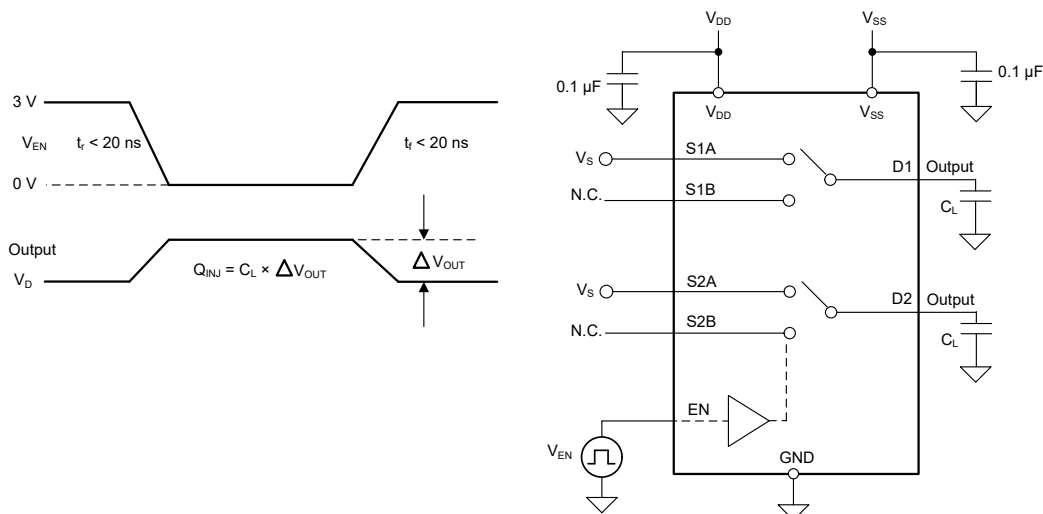 3 V
V_EN
t_r < 20 ns
t_f < 20 ns
0 V
Output
V_D
Q_INJ = C_L × Δ V_OUT
Δ V_OUT
V_DD
V_SS
0.1 µF
0.1 µF
V_DD
V_SS
V_S
S1A
D1
Output
N.C.
S1B
C_L
V_S
S2A
D2
Output
N.C.
S2B
C_L
EN
V_EN
GND